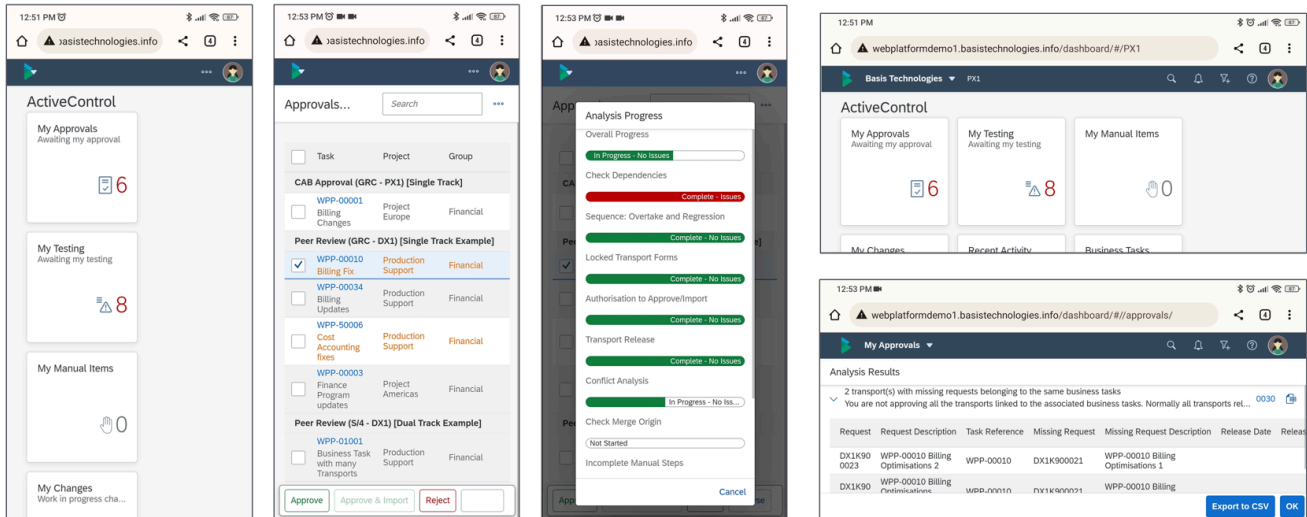 12:51 PM
87
basistechnologies.info
4
ActiveControl
My Approvals
Awaiting my approval
6
My Testing
Awaiting my testing
8
My Manual Items
0
My Changes
Work in progress cha...
12:53 PM
87
basistechnologies.info
4
Approvals...
Search
Task Project Group
CAB Approval (GRC - PX1) [Single Track]
WPP-00001
Billing
Changes
Project
Europe
Financial
Peer Review (GRC - DX1) [Single Track Example]
WPP-00010
Billing Fix
Production
Support
Financial
WPP-00034
Billing
Updates
Production
Support
Financial
WPP-50006
Cost
Accounting
fixes
Production
Support
Financial
WPP-00003
Finance
Program
updates
Project
Americas
Financial
Peer Review (S/4 - DX1) [Dual Track Example]
WPP-01001
Business Task
with many
Transports
Production
Support
Financial
Approve
Approve & Import
Reject
12:53 PM
87
basistechnologies.info
4
Analysis Progress
Overall Progress
In Progress - No Issues
Check Dependencies
Complete - Issues
Sequence: Overtake and Regression
Complete - No Issues
Locked Transport Forms
Complete - No Issues
Authorisation to Approve/Import
Complete - No Issues
Transport Release
Complete - No Issues
Conflict Analysis
In Progress - No Iss...
Check Merge Origin
Not Started
Incomplete Manual Steps
Cancel
12:51 PM
87
webplatformdemo1.basistechnologies.info/dashboard/#/PX1
4
Basis Technologies PX1
ActiveControl
My Approvals
Awaiting my approval
6
My Testing
Awaiting my testing
8
My Manual Items
0
My Changes
Recent Activity
Business Tasks
12:53 PM
87
webplatformdemo1.basistechnologies.info/dashboard/#//approvals/
4
My Approvals
Analysis Results
2 transport(s) with missing requests belonging to the same business tasks
You are not approving all the transports linked to the associated business tasks. Normally all transports rel... 0030
Request Request Description Task Reference Missing Request Missing Request Description Release Date Releas
DX1K90
0023
WPP-00010 Billing
Optimisations 2
WPP-00010
DX1K900021
WPP-00010 Billing
Optimisations 1
DX1K90
WPP-00010 Billing
Optimisations
WPP-00010
DX1K900021
WPP-00010 Billing
Export to CSV
OK